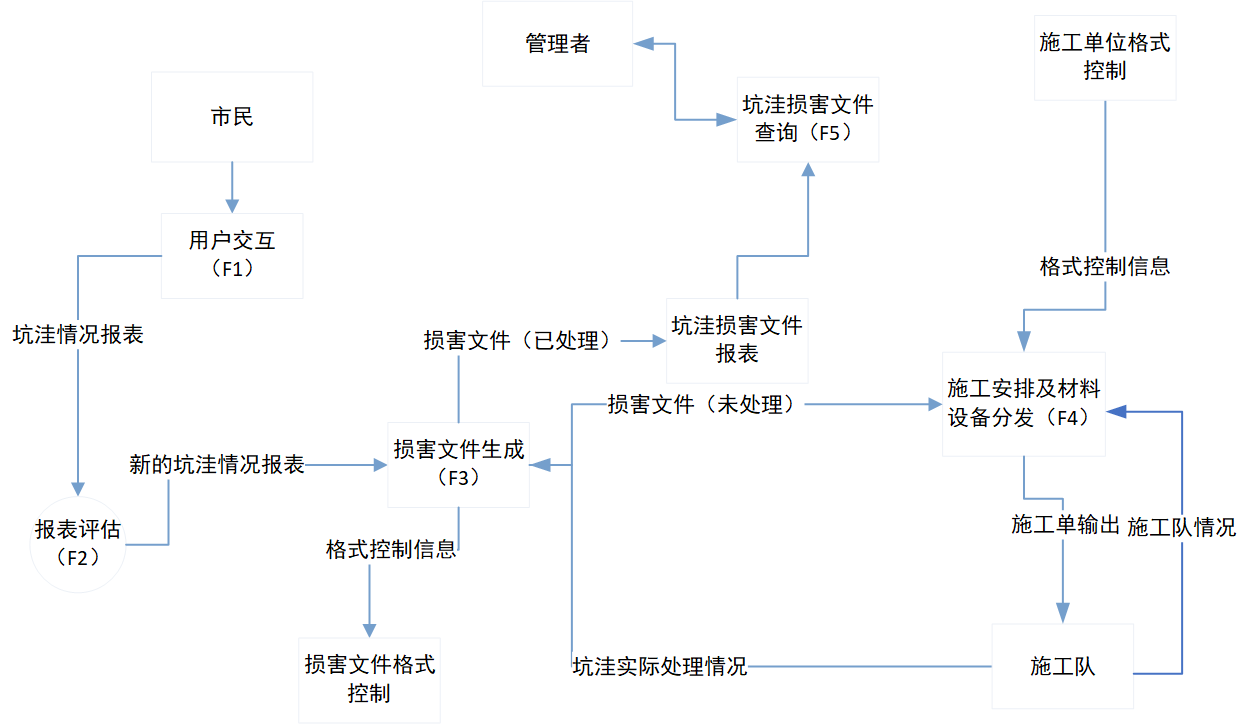 管理者
施工单位格式
控制
市民
坑洼损害文件
查询（F5）
用户交互
（F1）
格式控制信息
坑洼情况报表
损害文件（已处理）
坑洼损害文件
报表
损害文件（未处理）
施工安排及材料
设备分发（F4）
新的坑洼情况报表
损害文件生成
（F3）
报表评估
（F2）
格式控制信息
施工单输出
施工队情况
损害文件格式
控制
坑洼实际处理情况
施工队